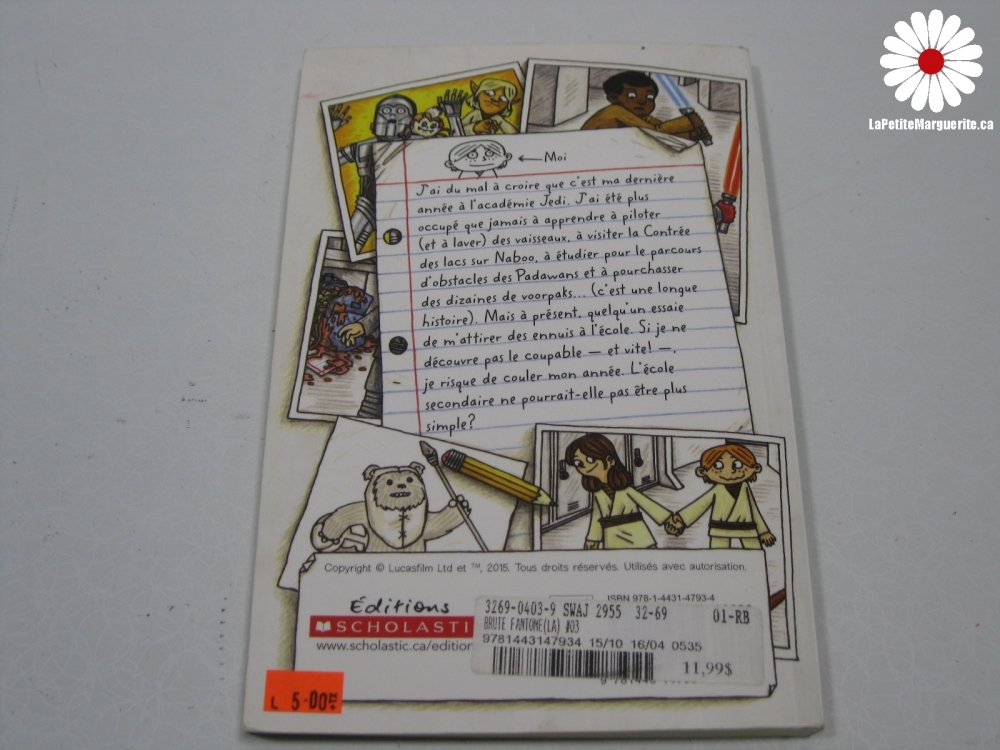 LaPetiteMarguerite.ca
Moi
J'ai du mal à croire que c'est ma dernière
année à l'académie Jedi. J'ai été plus
occupé que jamais à apprendre à piloter
(et à laver) des vaisseaux, à visiter la Contrée
des lacs sur Naboo, à étudier pour le parcours
d'obstacles des Padawans et à pourchasser
des dizaines de voorpaks... (c'est une longue
histoire). Mais à présent, quelqu'un essaie
de m'attirer des ennuis à l'école. Si je ne
découvre pas le coupable — et vite! —,
je risque de couler mon année. L'école
secondaire ne pourrait-elle pas être plus
simple?
Copyright © Lucasfilm Ltd et ™, 2015. Tous droits réservés. Utilisés avec autorisation.
ISBN 978-1-4431-4793-4
Éditions
SCHOLASTI
www.scholastic.ca/edition
3269-0403-9 SWAJ 2955 32-69 01-RB
BRUTE FANTOME(LA) #03
9781443147934 15/10 16/04 0535
11,99$
L 5-00